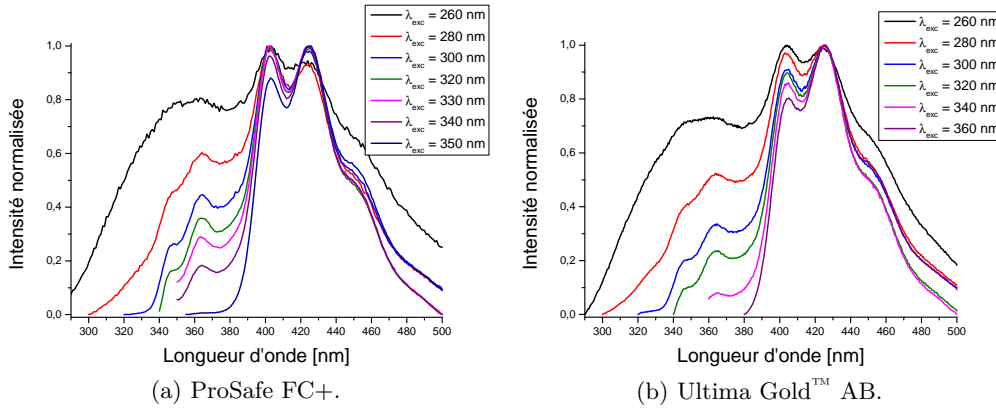 λexc = 260 nm
λexc = 280 nm
λexc = 300 nm
λexc = 320 nm
λexc = 330 nm
λexc = 340 nm
λexc = 350 nm
1,0
0,8
0,6
0,4
0,2
0,0
Intensité normalisée
300 320 340 360 380 400 420 440 460 480 500
Longueur d'onde [nm]
(a) ProSafe FC+.
λexc = 260 nm
λexc = 280 nm
λexc = 300 nm
λexc = 320 nm
λexc = 340 nm
λexc = 360 nm
1,0
0,8
0,6
0,4
0,2
0,0
Intensité normalisée
300 320 340 360 380 400 420 440 460 480 500
Longueur d'onde [nm]
(b) Ultima Gold™ AB.